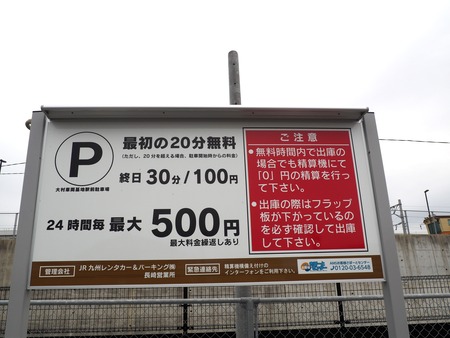 P
大村車両基地駅前駐車場
最初の20分無料
(ただし、20分を超える場合、駐車開始時からの料金)
終日 30分/100円
24時間毎 最大 500円
最大料金繰返しあり
ご注意
●無料時間内で出庫の
場合でも精算機にて
「0」円の精算を行っ
て下さい。
●出庫の際はフラップ
板が下がっているの
を必ず確認して出庫
して下さい。
管理会社 JR九州レンタカー&パーキング㈱
長崎営業所
緊急連絡先 精算機備え付けの
インターフォンをご利用下さい。
0120-03-6548